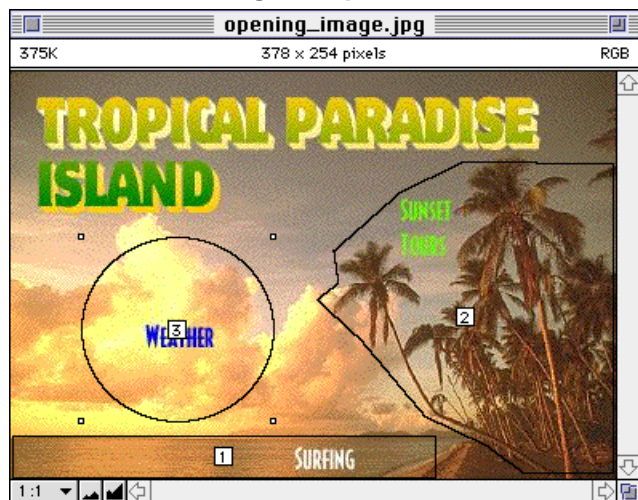 opening_image.jpg
375K 378 x 254 pixels RGB
TROPICAL PARADISE
ISLAND
SUNSET
TOURS
3
WEATHER
2
1
SURFING
1:1